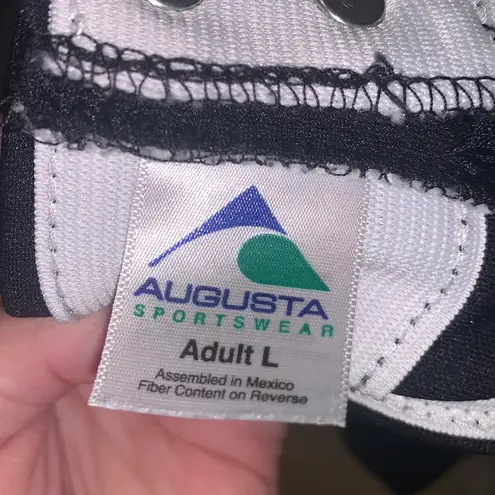 AUGUSTA
SPORTSWEAR
Adult L
Assembled in Mexico
Fiber Content on Reverse